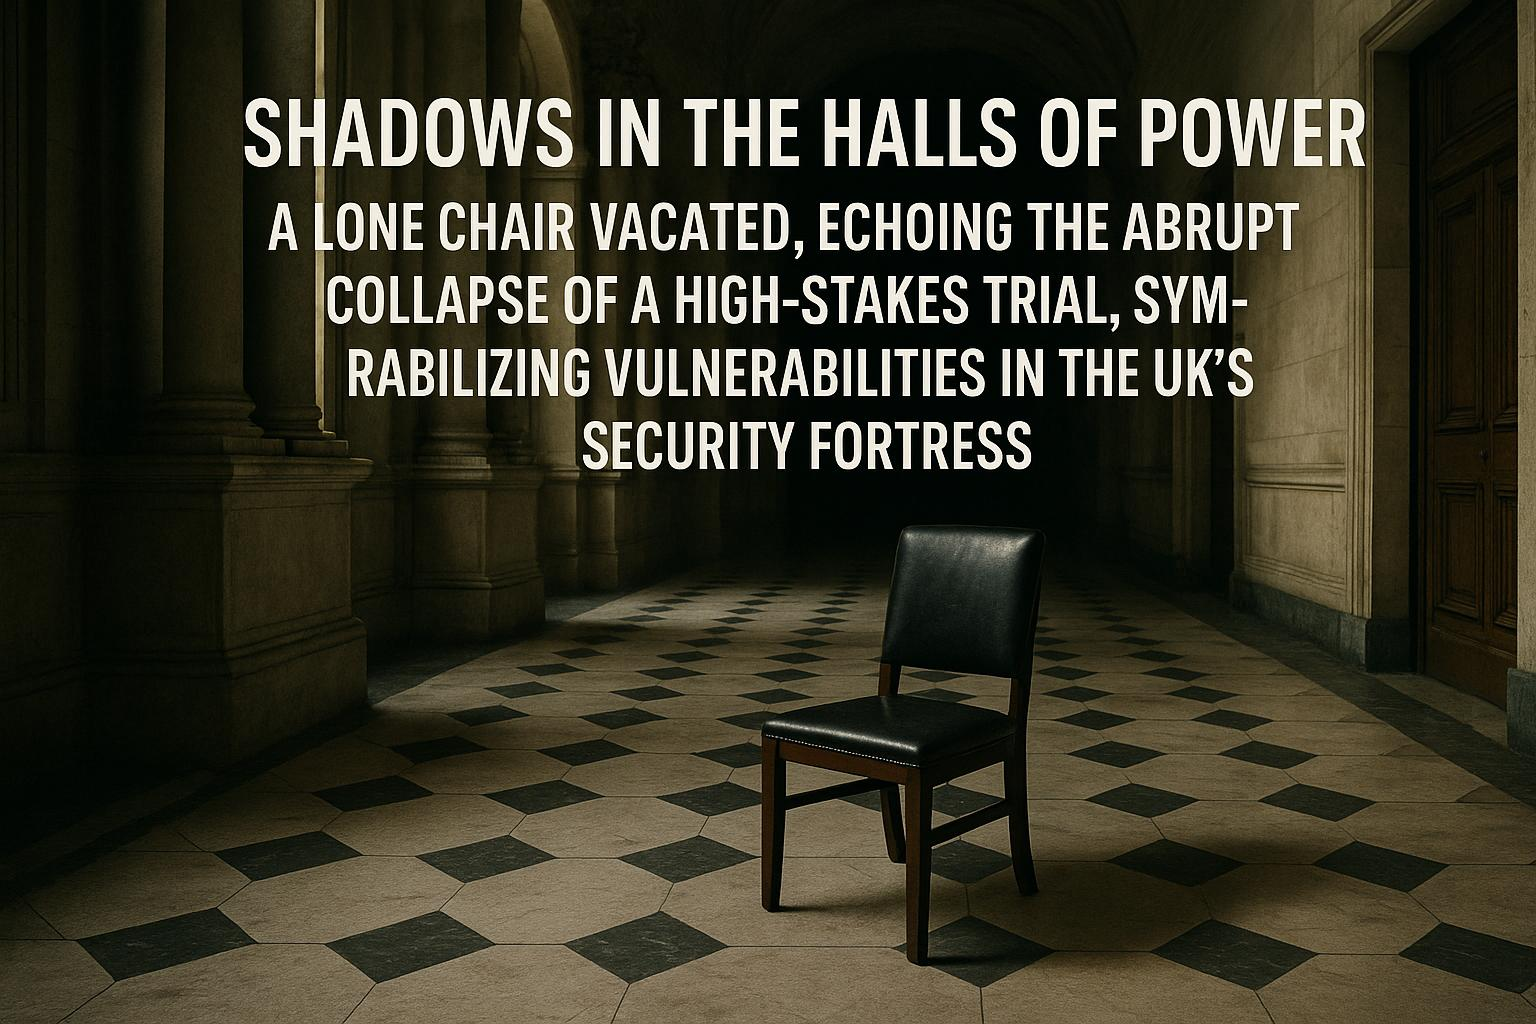 SHADOWS IN THE HALLS OF POWER
A LONE CHAIR VACATED, ECHOING THE ABRUPT
COLLAPSE OF A HIGH-STAKES TRIAL, SYM-
RABILIZING VULNERABILITIES IN THE UK'S
SECURITY FORTRESS